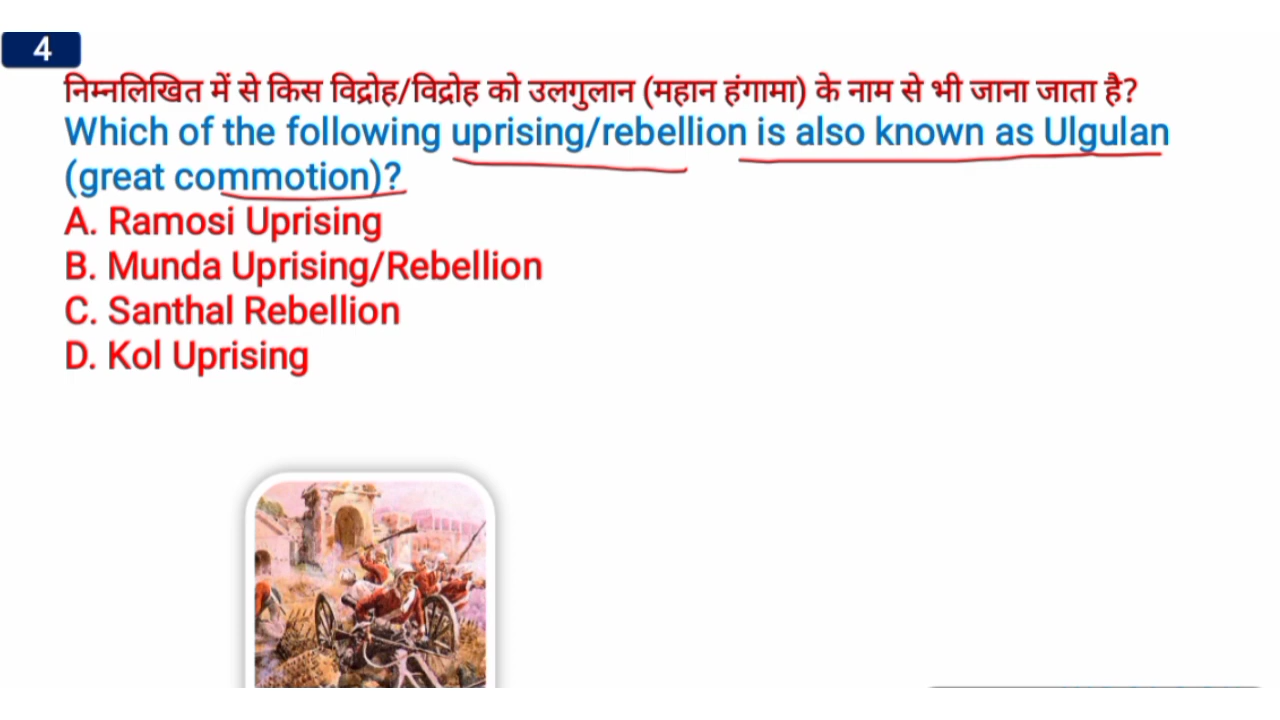 4
निम्नलिखित में से किस विद्रोह/विद्रोह को उलगुलान (महान हंगामा) के नाम से भी जाना जाता है?
Which of the following uprising/rebellion is also known as Ulgulan
(great commotion)?
A. Ramosi Uprising
B. Munda Uprising/Rebellion
C. Santhal Rebellion
D. Kol Uprising